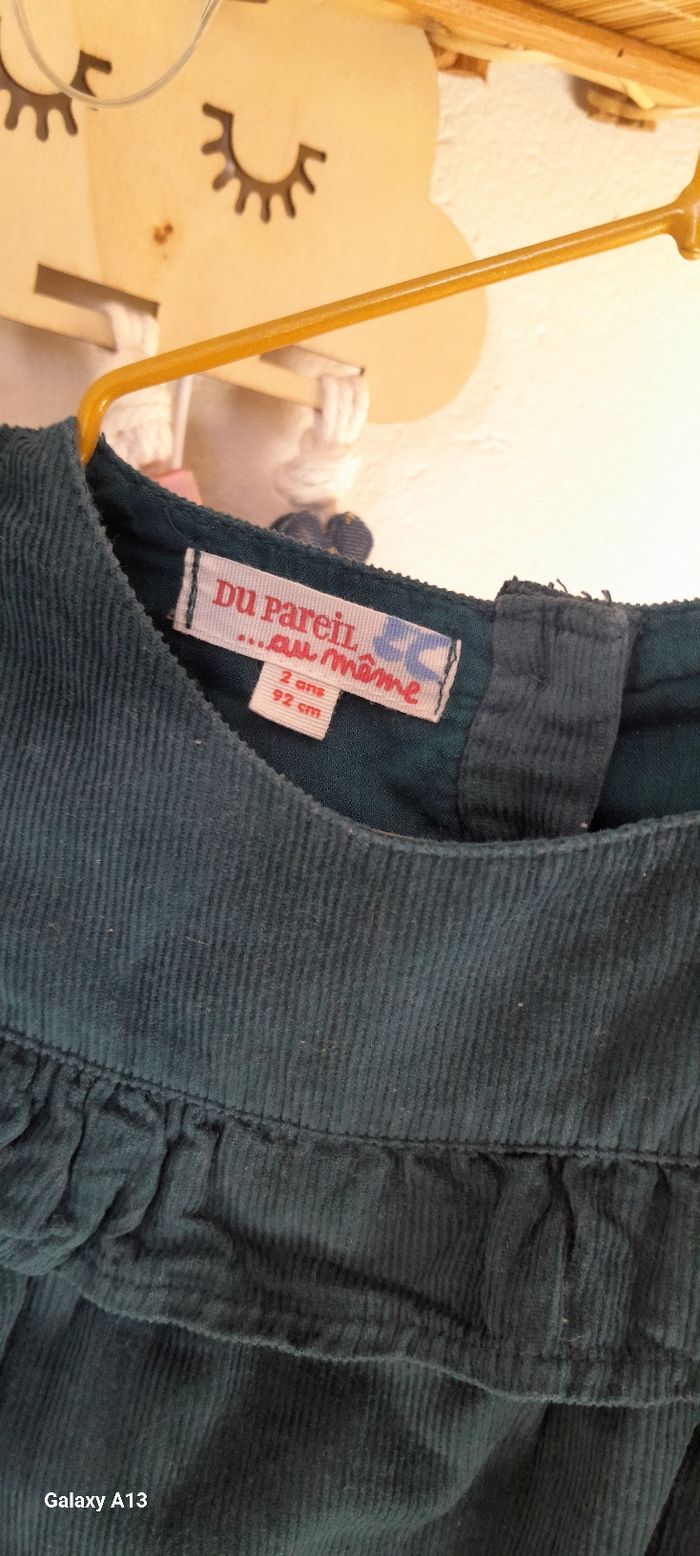 DU PaReiL
...au même
2 ans
92 cm
Galaxy A13